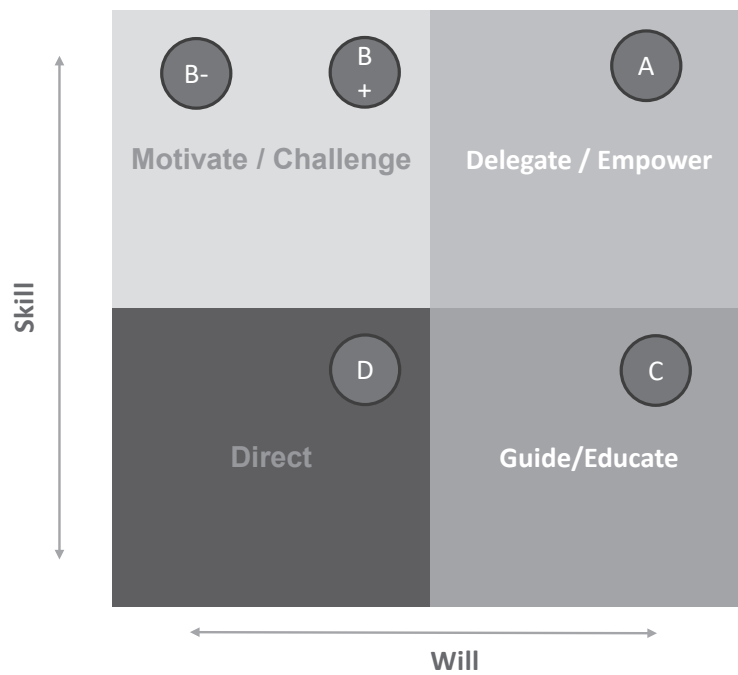 B-
B
+
A
Motivate / Challenge
Delegate / Empower
Skill
D
C
Direct
Guide/Educate
Will